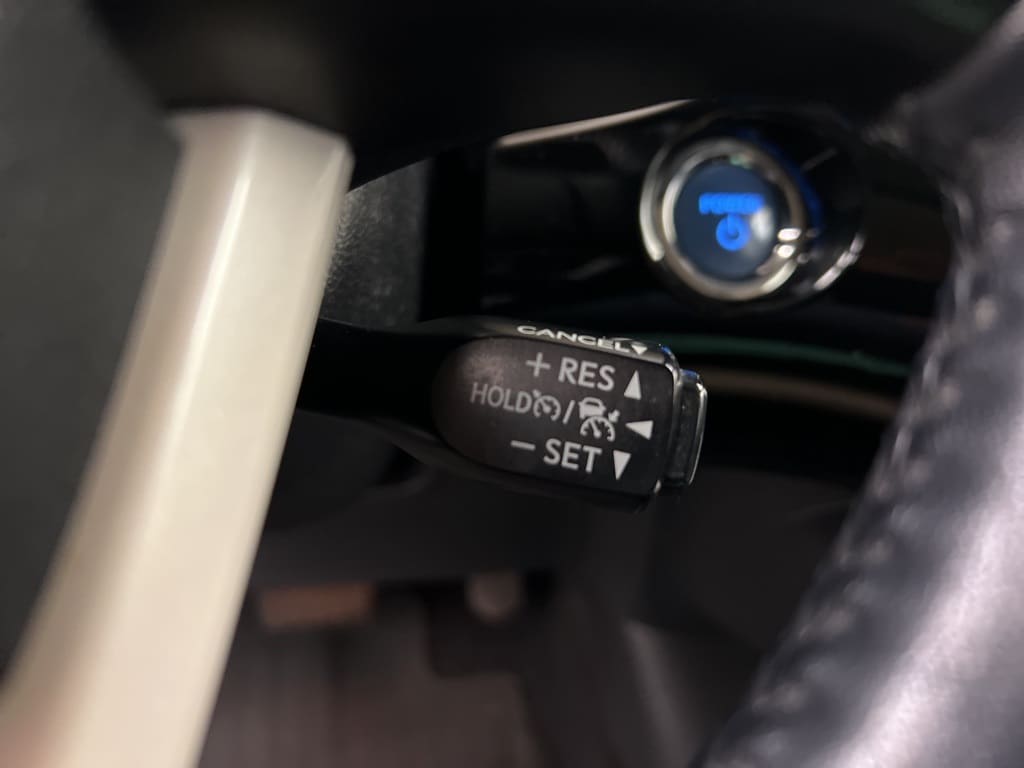 POWER
CANCEL
+ RES
HOLD /
− SET